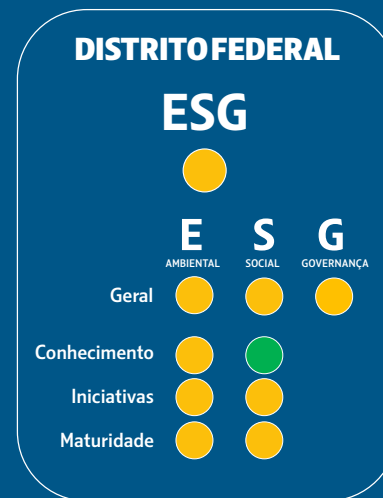 DISTRITO FEDERAL
ESG
E S G
AMBIENTAL SOCIAL GOVERNANÇA
Geral
Conhecimento
Iniciativas
Maturidade